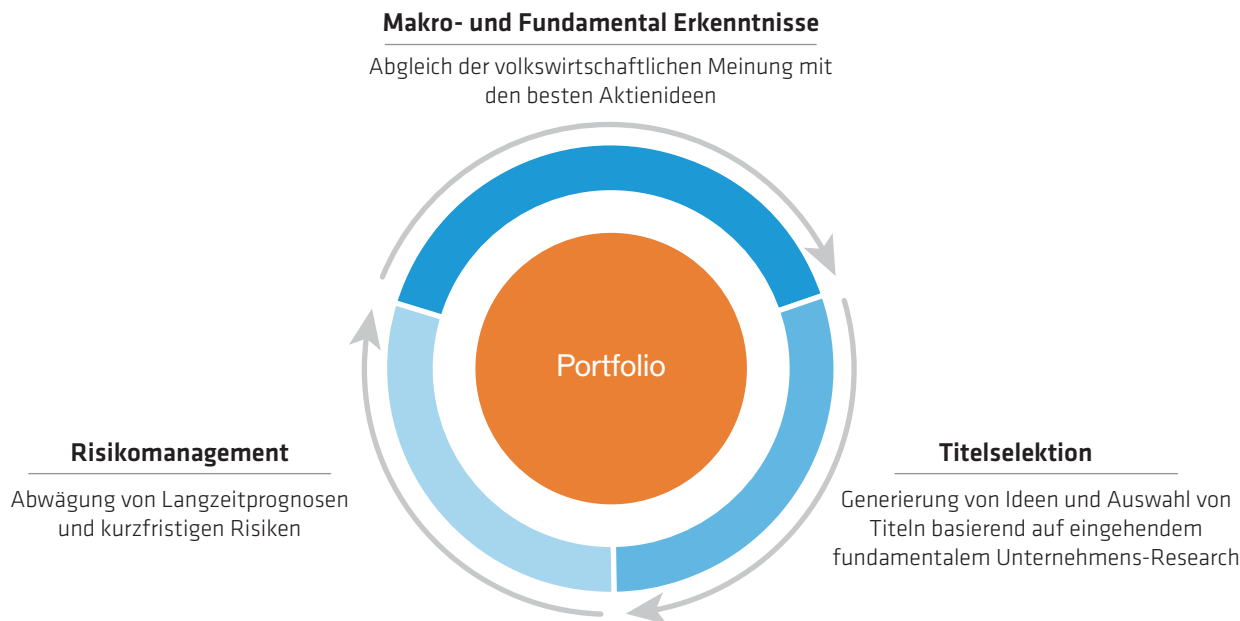 Makro- und Fundamental Erkenntnisse
Abgleich der volkswirtschaftlichen Meinung mit
den besten Aktienideen
Portfolio
Risikomanagement
Abwägung von Langzeitprognosen
und kurzfristigen Risiken
Titelselektion
Generierung von Ideen und Auswahl von
Titeln basierend auf eingehendem
fundamentalem Unternehmens-Research